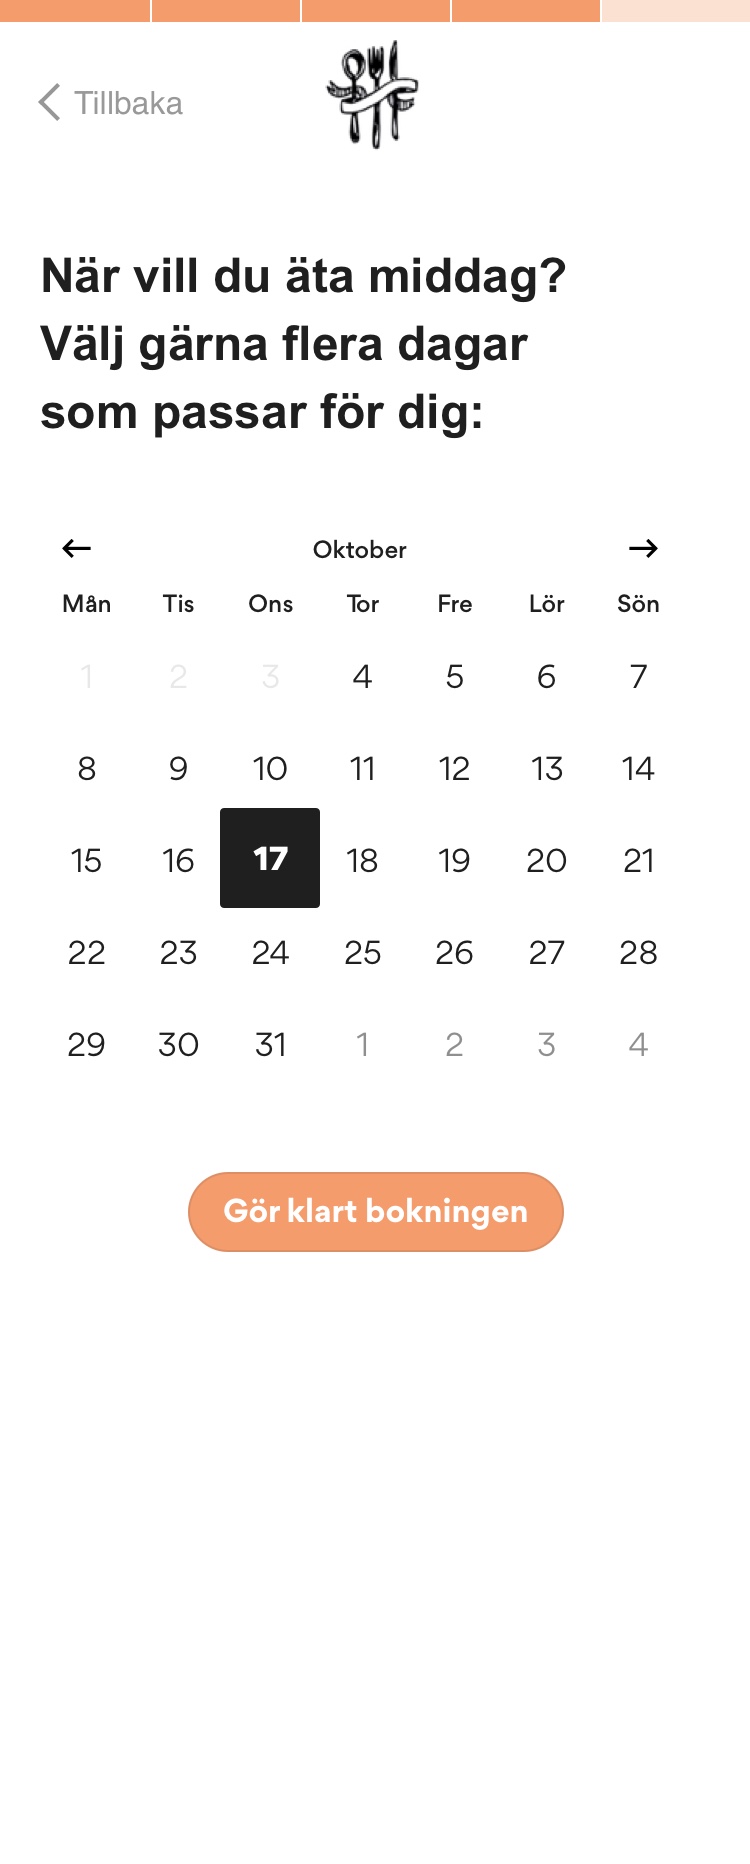 Tillbaka
När vill du äta middag?
Välj gärna flera dagar
som passar för dig:
Oktober
Mån Tis Ons Tor Fre Lör Sön
1 2 3 4 5 6 7
8 9 10 11 12 13 14
15 16 17 18 19 20 21
22 23 24 25 26 27 28
29 30 31 1 2 3 4
Gör klart bokningen